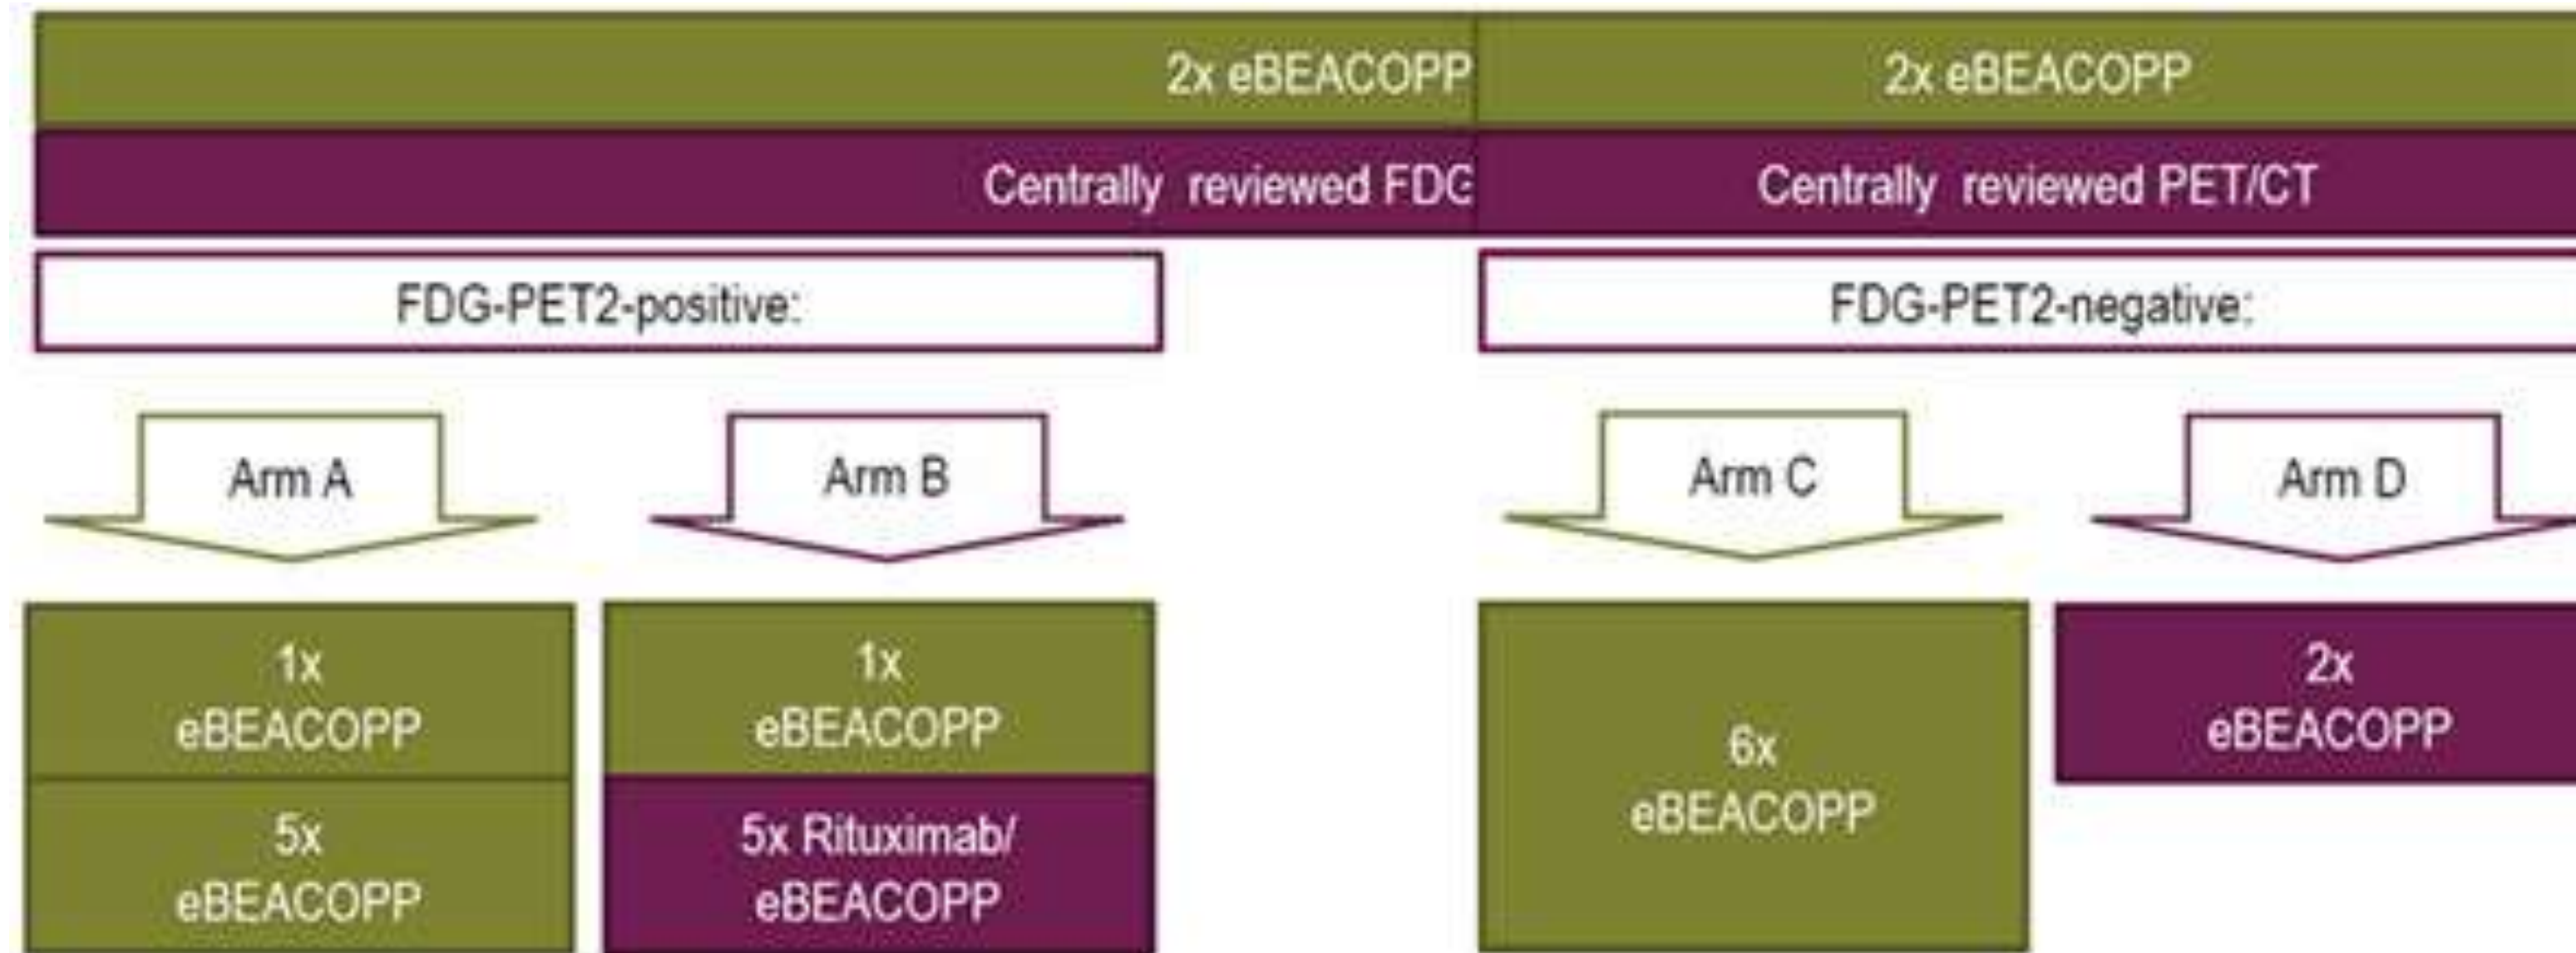 2x eBEACOPP
2x eBEACOPP
Centrally reviewed FDG
Centrally reviewed PET/CT
FDG-PET2-positive:
FDG-PET2-negative:
Arm A
Arm B
Arm C
Arm D
1x
eBEACOPP
5x
eBEACOPP
1x
eBEACOPP
5x Rituximab/
eBEACOPP
6x
eBEACOPP
2x
eBEACOPP